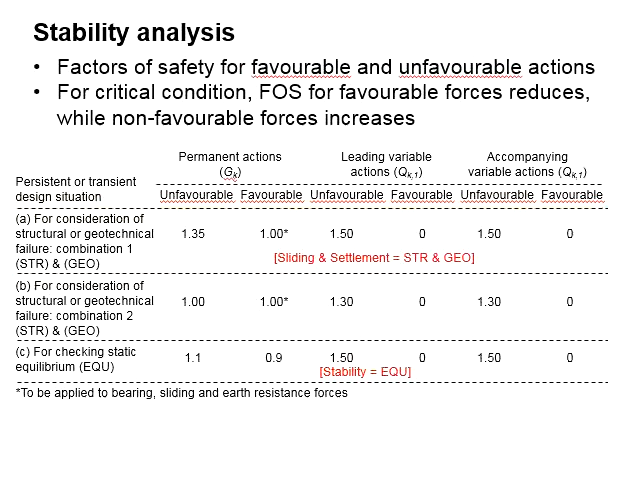 Stability analysis
• Factors of safety for favourable and unfavourable actions
• For critical condition, FOS for favourable forces reduces,
while non-favourable forces increases
Permanent actions Leading variable Accompanying
(Gk) actions (Qk,1) variable actions (Qk,1)
Persistent or transient
design situation Unfavourable Favourable Unfavourable Favourable Unfavourable Favourable
(a) For consideration of
structural or geotechnical 1.35 1.00* 1.50 0 1.50 0
failure: combination 1
(STR) & (GEO) [Sliding & Settlement = STR & GEO]
(b) For consideration of
structural or geotechnical 1.00 1.00* 1.30 0 1.30 0
failure: combination 2
(STR) & (GEO)
(c) For checking static 1.1 0.9 1.50 0 1.50 0
equilibrium (EQU) [Stability = EQU]
*To be applied to bearing, sliding and earth resistance forces